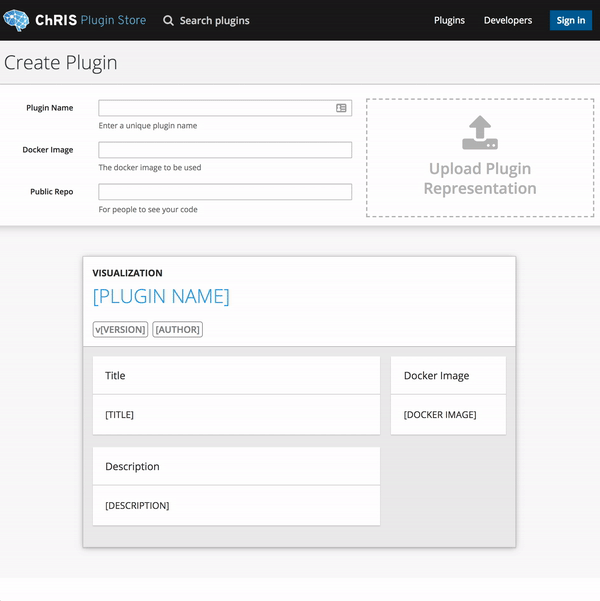 ChRIS Plugin Store
Search plugins
Plugins
Developers
Sign in
Create Plugin
Plugin Name
Enter a unique plugin name
Docker Image
The docker image to be used
Public Repo
For people to see your code
Upload Plugin
Representation
VISUALIZATION
[PLUGIN NAME]
v[VERSION]
[AUTHOR]
Title
[TITLE]
Docker Image
[DOCKER IMAGE]
Description
[DESCRIPTION]